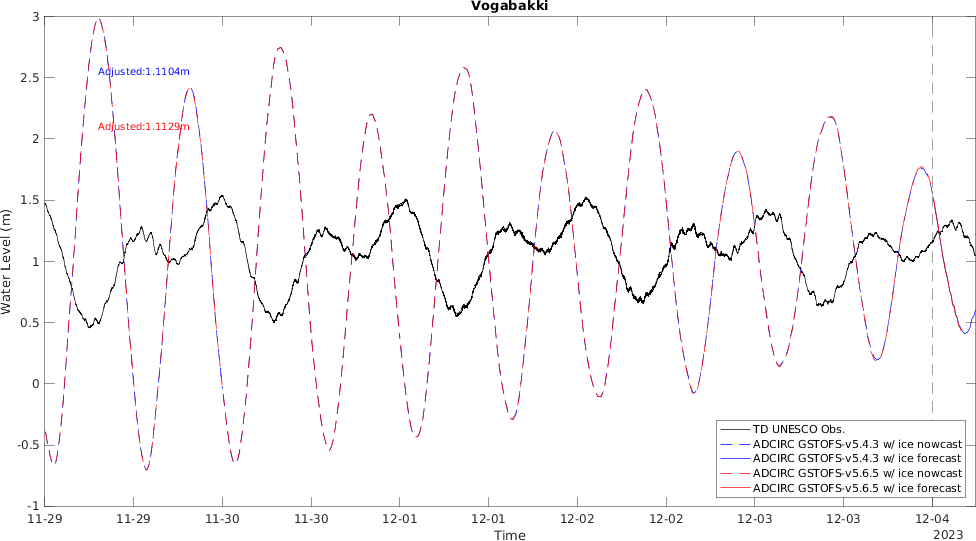 Vogabakki
3
2.5
2
1.5
1
0.5
0
-0.5
-1
Water Level (m)
Adjusted:1.1104m
Adjusted:1.1129m
TD UNESCO Obs.
ADCIRC GSTOFS-v5.4.3 w/ ice nowcast
ADCIRC GSTOFS-v5.4.3 w/ ice forecast
ADCIRC GSTOFS-v5.6.5 w/ ice nowcast
ADCIRC GSTOFS-v5.6.5 w/ ice forecast
11-29 11-29 11-30 11-30 12-01 12-01 12-02 12-02 12-03 12-03 12-04
Time
2023